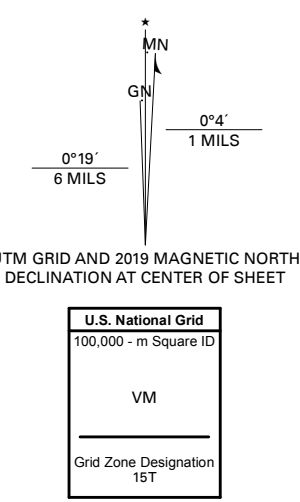 MN
GN
0°4´
1 MILS
0°19´
6 MILS
UTM GRID AND 2019 MAGNETIC NORTH
DECLINATION AT CENTER OF SHEET
U.S. National Grid
100,000 - m Square ID
VM
Grid Zone Designation
15T